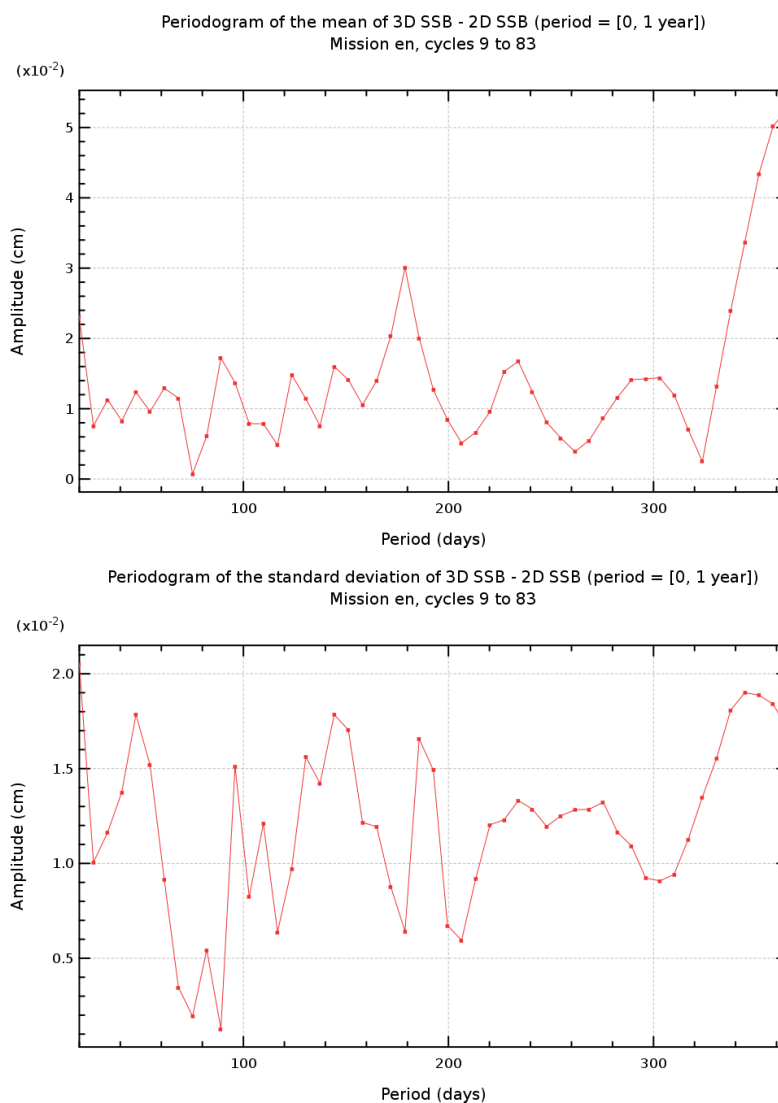 Periodogram of the mean of 3D SSB - 2D SSB (period = [0, 1 year])
Mission en, cycles 9 to 83
(x10-2)
5
4
3
2
1
0
Amplitude (cm)
100 200 300
Period (days)
Periodogram of the standard deviation of 3D SSB - 2D SSB (period = [0, 1 year])
Mission en, cycles 9 to 83
(x10-2)
2.0
1.5
1.0
0.5
Amplitude (cm)
100 200 300
Period (days)